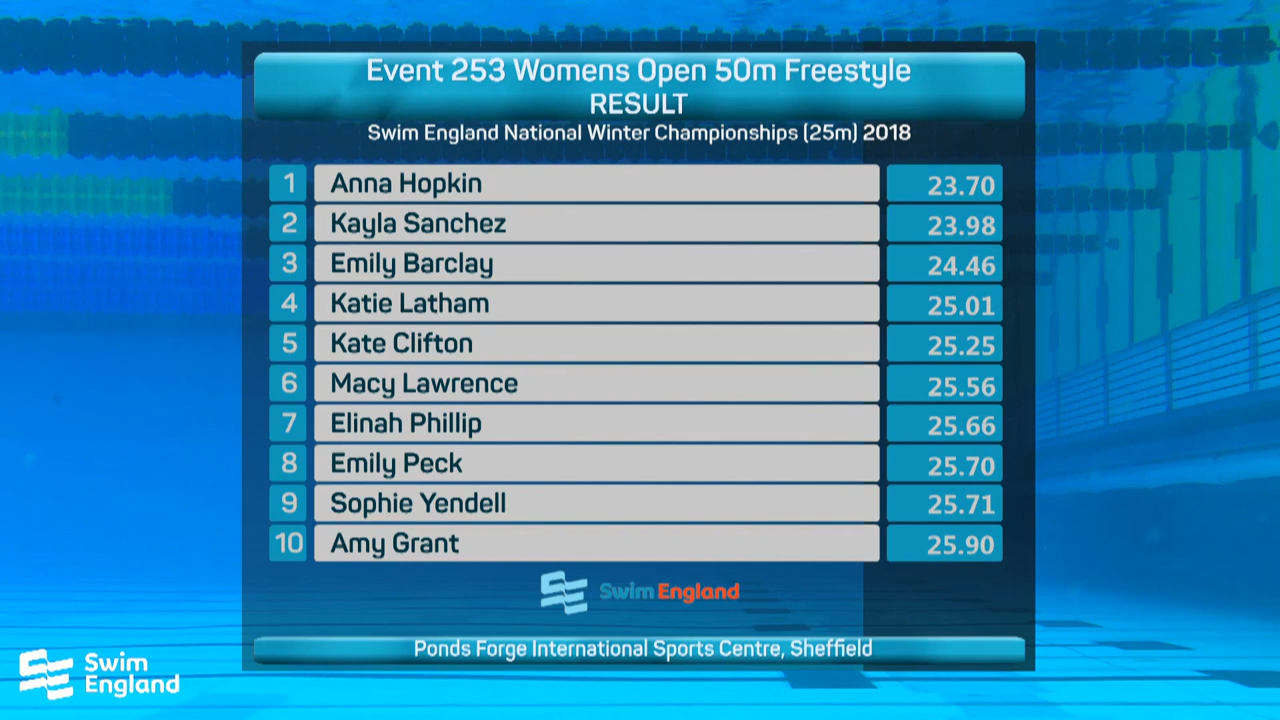 Event 253 Womens Open 50m Freestyle
RESULT
Swim England National Winter Championships (25m) 2018
1 Anna Hopkin 23.70
2 Kayla Sanchez 23.98
3 Emily Barclay 24.46
4 Katie Latham 25.01
5 Kate Clifton 25.25
6 Macy Lawrence 25.56
7 Elinah Phillip 25.66
8 Emily Peck 25.70
9 Sophie Yendell 25.71
10 Amy Grant 25.90
Swim England
Ponds Forge International Sports Centre, Sheffield
Swim
England